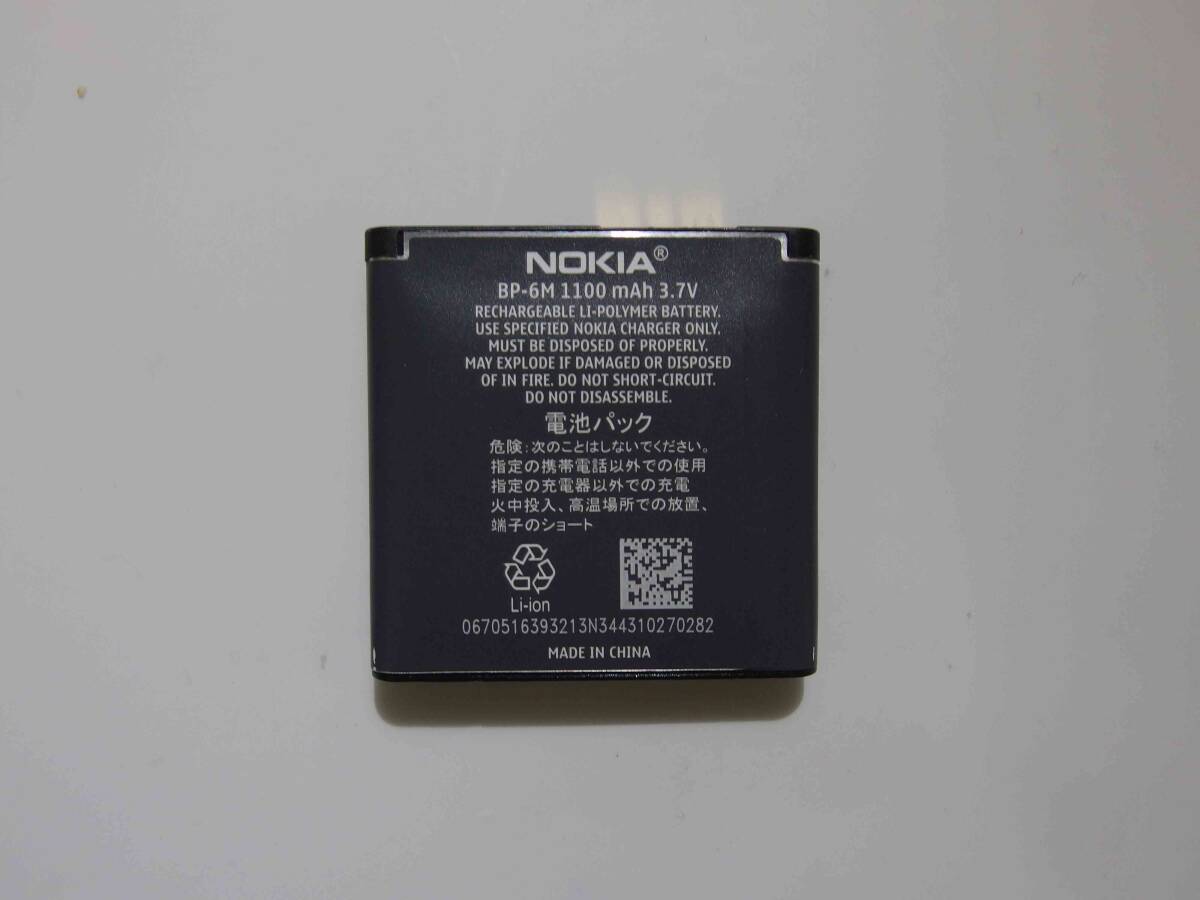 NOKIA®
BP-6M 1100 mAh 3.7V
RECHARGEABLE LI-POLYMER BATTERY.
USE SPECIFIED NOKIA CHARGER ONLY.
MUST BE DISPOSED OF PROPERLY.
MAY EXPLODE IF DAMAGED OR DISPOSED
OF IN FIRE. DO NOT SHORT-CIRCUIT.
DO NOT DISASSEMBLE.
電池パック
危険：次のことはしないでください。
指定の携帯電話以外での使用
指定の充電器以外での充電
火中投入、高温場所での放置、
端子のショート
Li-ion
0670516393213N344310270282
MADE IN CHINA